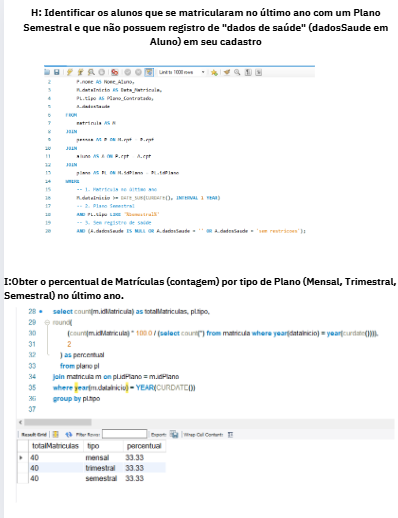 H: Identificar os alunos que se matricularam no último ano com um Plano
Semestral e que não possuem registro de "dados de saúde" (dadosSaude em
Aluno) em seu cadastro
Limit to 1000 rows
2 P.nome AS Nome_Aluno,
3 M.dataInicio AS Data_Matricula,
4 PL.tipo AS Plano_Contratado,
5 A.dadosSaude
6 FROM
7 matricula AS M
8 JOIN
9 pessoa AS P ON M.cpf = P.cpf
10 JOIN
11 aluno AS A ON P.cpf = A.cpf
12 JOIN
13 plano AS PL ON M.idPlano = PL.idPlano
14 WHERE
15 -- 1. Matrícula no último ano
16 M.dataInicio >= DATE_SUB(CURDATE(), INTERVAL 1 YEAR)
17 -- 2. Plano Semestral
18 AND PL.tipo LIKE '%Semestral%'
19 -- 3. Sem registro de saúde
20 AND (A.dadosSaude IS NULL OR A.dadosSaude = '' OR A.dadosSaude = 'sem restricoes');
I:Obter o percentual de Matrículas (contagem) por tipo de Plano (Mensal, Trimestral,
Semestral) no último ano.
28 select count(m.idMatricula) as totalMatriculas, pl.tipo,
29 round(
30 (count(m.idMatricula) * 100.0 / (select count(*) from matricula where year(dataInicio) = year(curdate()))),
31 2
32 ) as percentual
33 from plano pl
34 join matricula m on pl.idPlano = m.idPlano
35 where year(m.dataInicio) = YEAR(CURDATE())
36 group by pl.tipo
37
Result Grid Filter Rows: Export: Wrap Cell Content:
totalMatriculas tipo percentual
40 mensal 33.33
40 trimestral 33.33
40 semestral 33.33